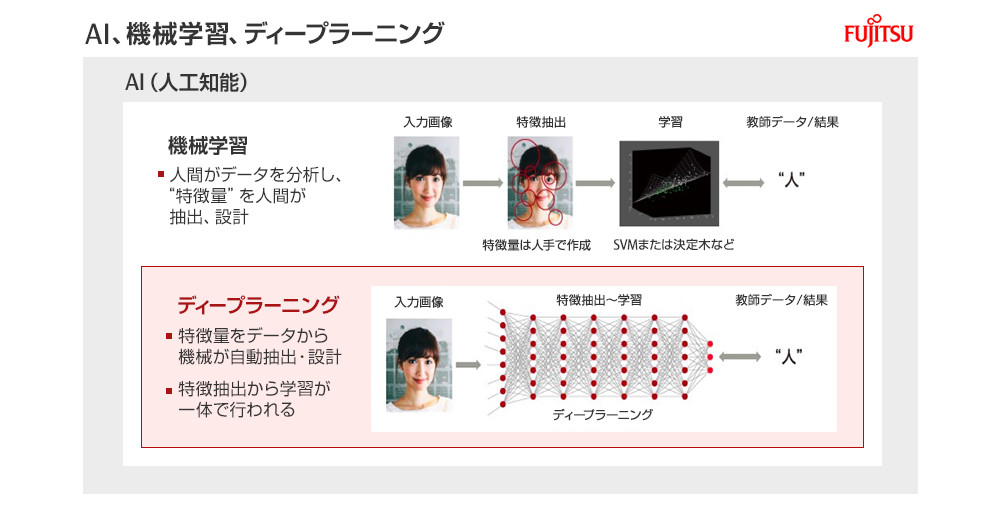 AI、機械学習、ディープラーニング
FUJITSU
AI（人工知能）
機械学習
人間がデータを分析し、
“特徴量” を人間が
抽出、設計
入力画像
特徴抽出
学習
教師データ/結果
“人”
特徴量は人手で作成
SVMまたは決定木など
ディープラーニング
特徴量をデータから
機械が自動抽出・設計
特徴抽出から学習が
一体で行われる
入力画像
特徴抽出～学習
教師データ/結果
“人”
ディープラーニング